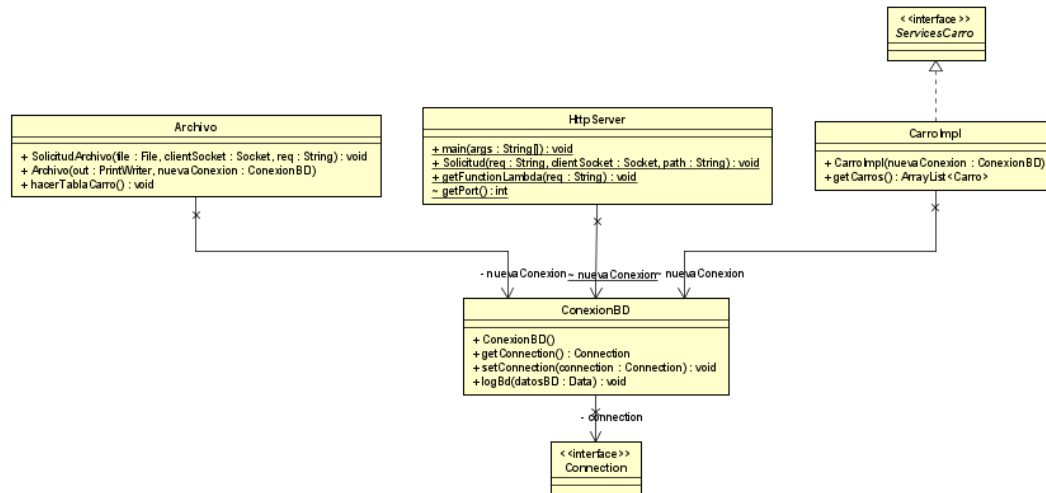 <<interface>>
ServicesCarro
Archivo
+ SolicitudArchivo(file : File, clientSocket : Socket, req : String) : void
+ Archivo(out : PrintWriter, nuevaConexion : ConexionBD)
+ hacerTablaCarro() : void
HttpServer
+ main(args : String[]) : void
+ Solicitud(req : String, clientSocket : Socket, path : String) : void
+ getFunctionLambda(req : String) : void
~ getPort() : int
CarroImpl
+ CarroImpl(nuevaConexion : ConexionBD)
+ getCarros() : ArrayList<Carro>
- nuevaConexion
~ nuevaConexion
~ nuevaConexion
ConexionBD
+ ConexionBD()
+ getConnection() : Connection
+ setConnection(connection : Connection) : void
+ logBd(datosBD : Data) : void
- connection
<<interface>>
Connection